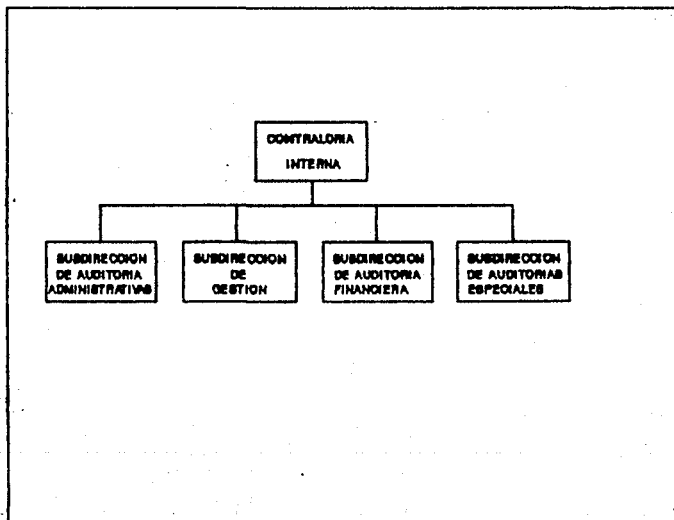 CONTRALORIA
INTERNA
SUBDIRECCION
DE AUDITORIA
ADMINISTRATIVAS
SUBDIRECCION
DE
GESTION
SUBDIRECCION
DE AUDITORIA
FINANCIERA
SUBDIRECCION
DE AUDITORIAS
ESPECIALES